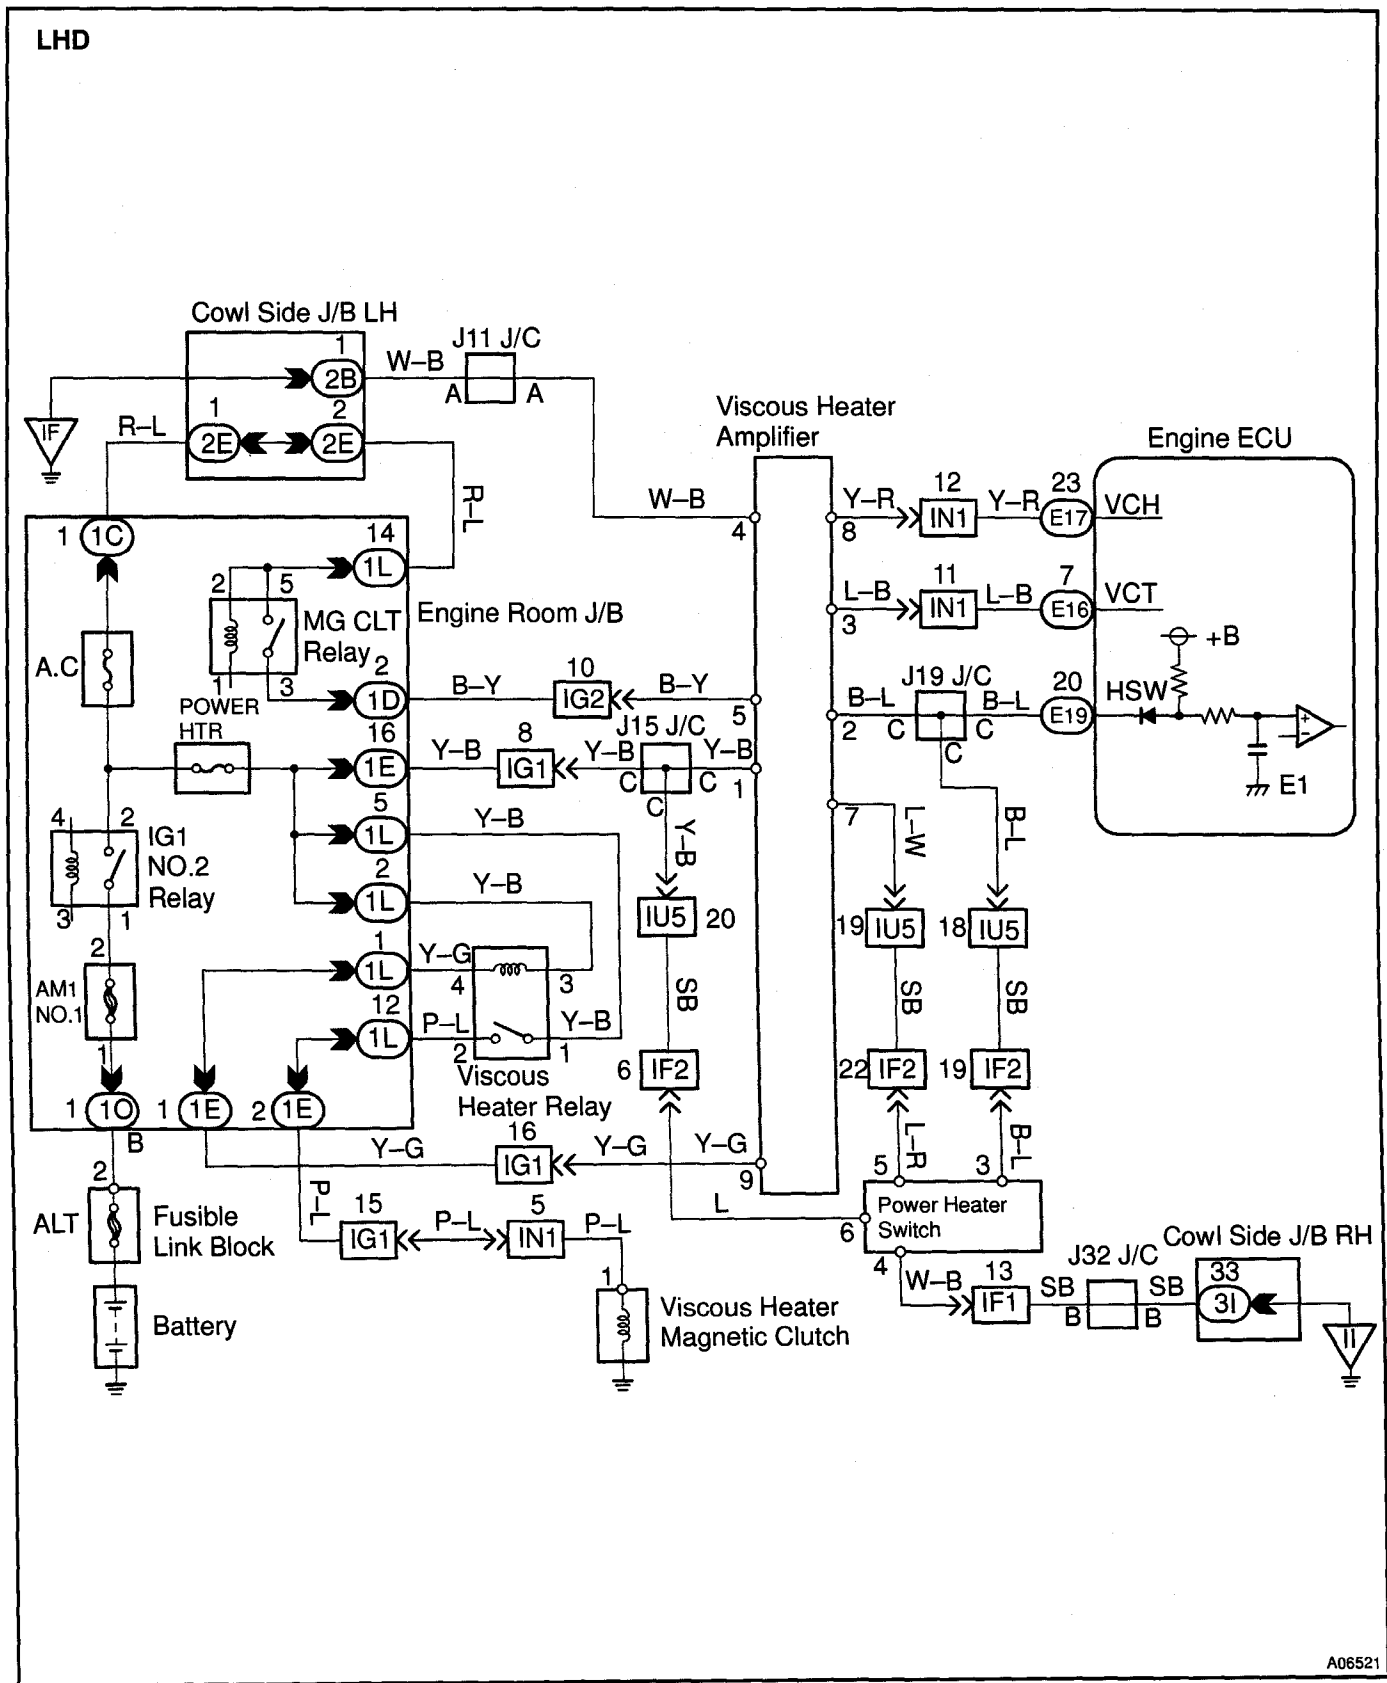 LHD
Cowl Side J/B LH
J11 J/C
1
W–B
2B
A
A
IF
R–L
1
2
2E
2E
R–L
Viscous Heater
Amplifier
Engine ECU
W–B
4
Y–R
12
Y–R
23
VCH
8
IN1
E17
1
1C
14
1L
2
5
MG CLT
Relay
1
3
Engine Room J/B
L–B
11
L–B
7
VCT
3
IN1
E16
+B
A.C
2
1D
B–Y
10
IG2
B–Y
5
B–L
J19 J/C
B–L
20
HSW
2
C
C
C
E19
E1
POWER
HTR
16
1E
Y–B
8
IG1
Y–B
J15 J/C
Y–B
C
C
C
1
7
5
1L
Y–B
Y–B
L–W
B–L
4
2
IG1
NO.2
Relay
3
1
2
1L
Y–B
IU5
20
19
IU5
18
IU5
2
AM1
NO.1
1
1
1L
Y–G
4
3
SB
SB
SB
12
1L
P–L
2
1
Y–B
Viscous
Heater Relay
6
IF2
22
IF2
19
IF2
1
1O
1
1E
2
1E
B
Y–G
16
IG1
Y–G
Y–G
9
L–R
B–L
5
3
2
ALT
Fusible
Link Block
P–L
15
IG1
P–L
5
IN1
P–L
L
6
Power Heater
Switch
4
W–B
13
IF1
SB
J32 J/C
SB
B
B
Cowl Side J/B RH
33
3I
II
Battery
1
Viscous Heater
Magnetic Clutch
A06521